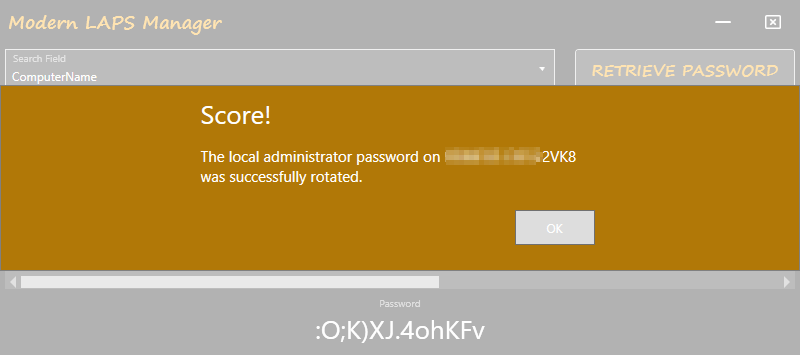 Modern LAPS Manager
Search Field
ComputerName
RETRIEVE PASSWORD
Score!
The local administrator password on 2VK8
was successfully rotated.
OK
Password
:O;K)XJ.4ohKFv